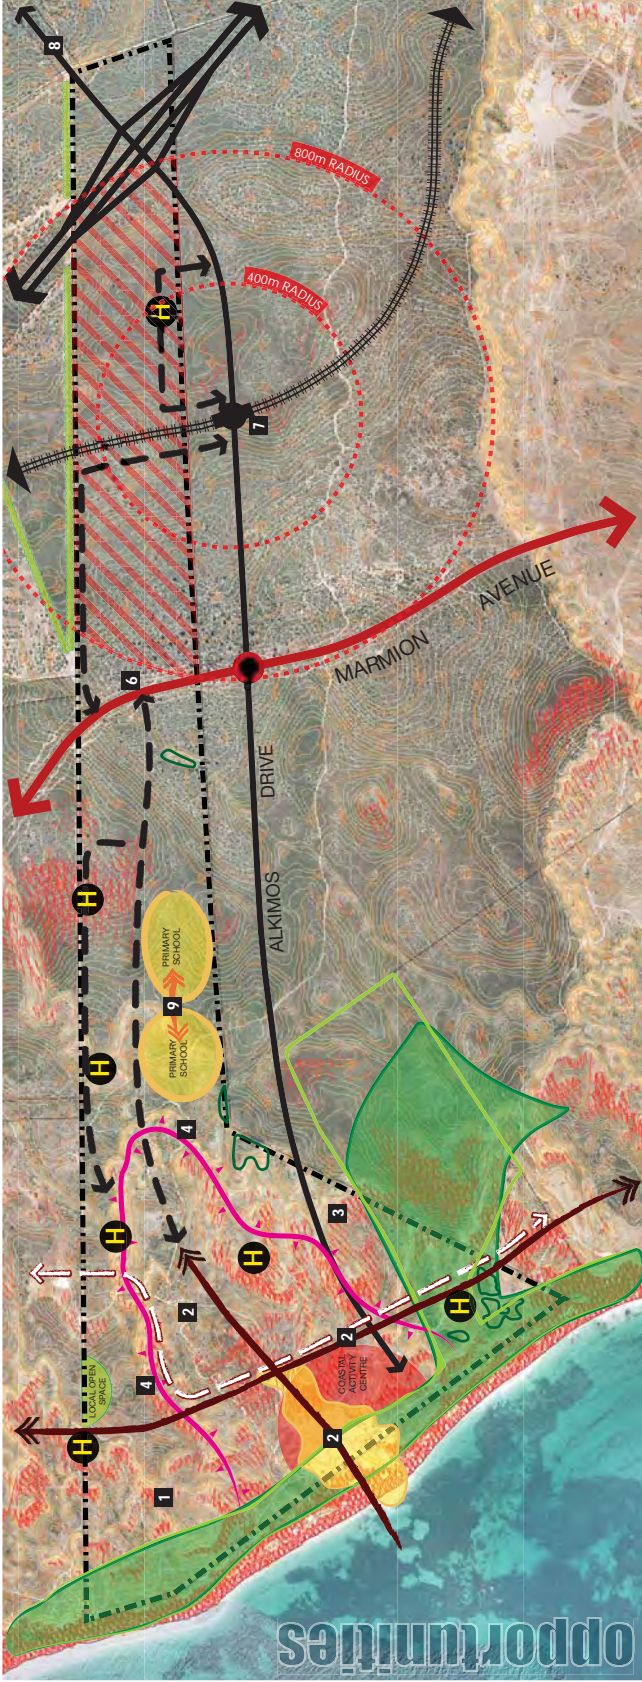 8
800m RADIUS
400m RADIUS
H
7
6
MARMION AVENUE
ALKIMOS DRIVE
H
PRIMARY
SCHOOL
9
PRIMARY
SCHOOL
H
4
H
H
3
2
H
2
4
LOCAL OPEN
SPACE
COASTAL
ACTIVITY
CENTRE
H
2
1
opportunities